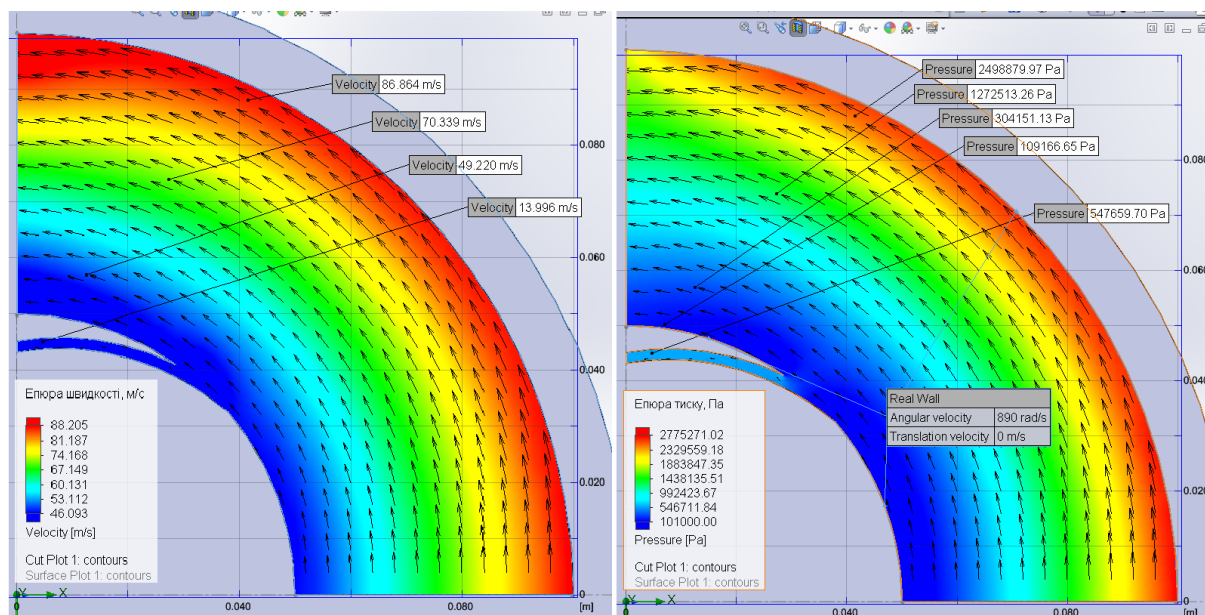 Velocity 86.864 m/s
Velocity 70.339 m/s
Velocity 49.220 m/s
Velocity 13.996 m/s
0.080
0.060
0.040
0.020
0
Епюра швидкості, м/с
88.205
81.187
74.168
67.149
60.131
53.112
46.093
Velocity [m/s]
Cut Plot 1: contours
Surface Plot 1: contours
Y X
0.040
0.080
[m]
Pressure 2498879.97 Pa
Pressure 1272513.26 Pa
Pressure 304151.13 Pa
Pressure 109166.65 Pa
Pressure 547659.70 Pa
0.080
0.060
0.040
0.020
0
Real Wall
Angular velocity 890 rad/s
Translation velocity 0 m/s
Епюра тиску, Па
2775271.02
2329559.18
1883847.35
1438135.51
992423.67
546711.84
101000.00
Pressure [Pa]
Cut Plot 1: contours
Surface Plot 1: contours
Y X
0.040
0.080
[m]